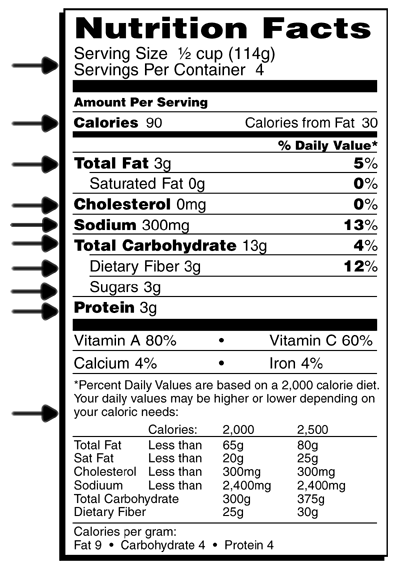 Nutrition Facts
Serving Size ½ cup (114g)
Servings Per Container 4
Amount Per Serving
Calories 90 Calories from Fat 30
% Daily Value*
Total Fat 3g 5%
Saturated Fat 0g 0%
Cholesterol 0mg 0%
Sodium 300mg 13%
Total Carbohydrate 13g 4%
Dietary Fiber 3g 12%
Sugars 3g
Protein 3g
Vitamin A 80% • Vitamin C 60%
Calcium 4% • Iron 4%
*Percent Daily Values are based on a 2,000 calorie diet.
Your daily values may be higher or lower depending on
your caloric needs:
Calories: 2,000 2,500
Total Fat Less than 65g 80g
Sat Fat Less than 20g 25g
Cholesterol Less than 300mg 300mg
Sodiuum Less than 2,400mg 2,400mg
Total Carbohydrate 300g 375g
Dietary Fiber 25g 30g
Calories per gram:
Fat 9 • Carbohydrate 4 • Protein 4